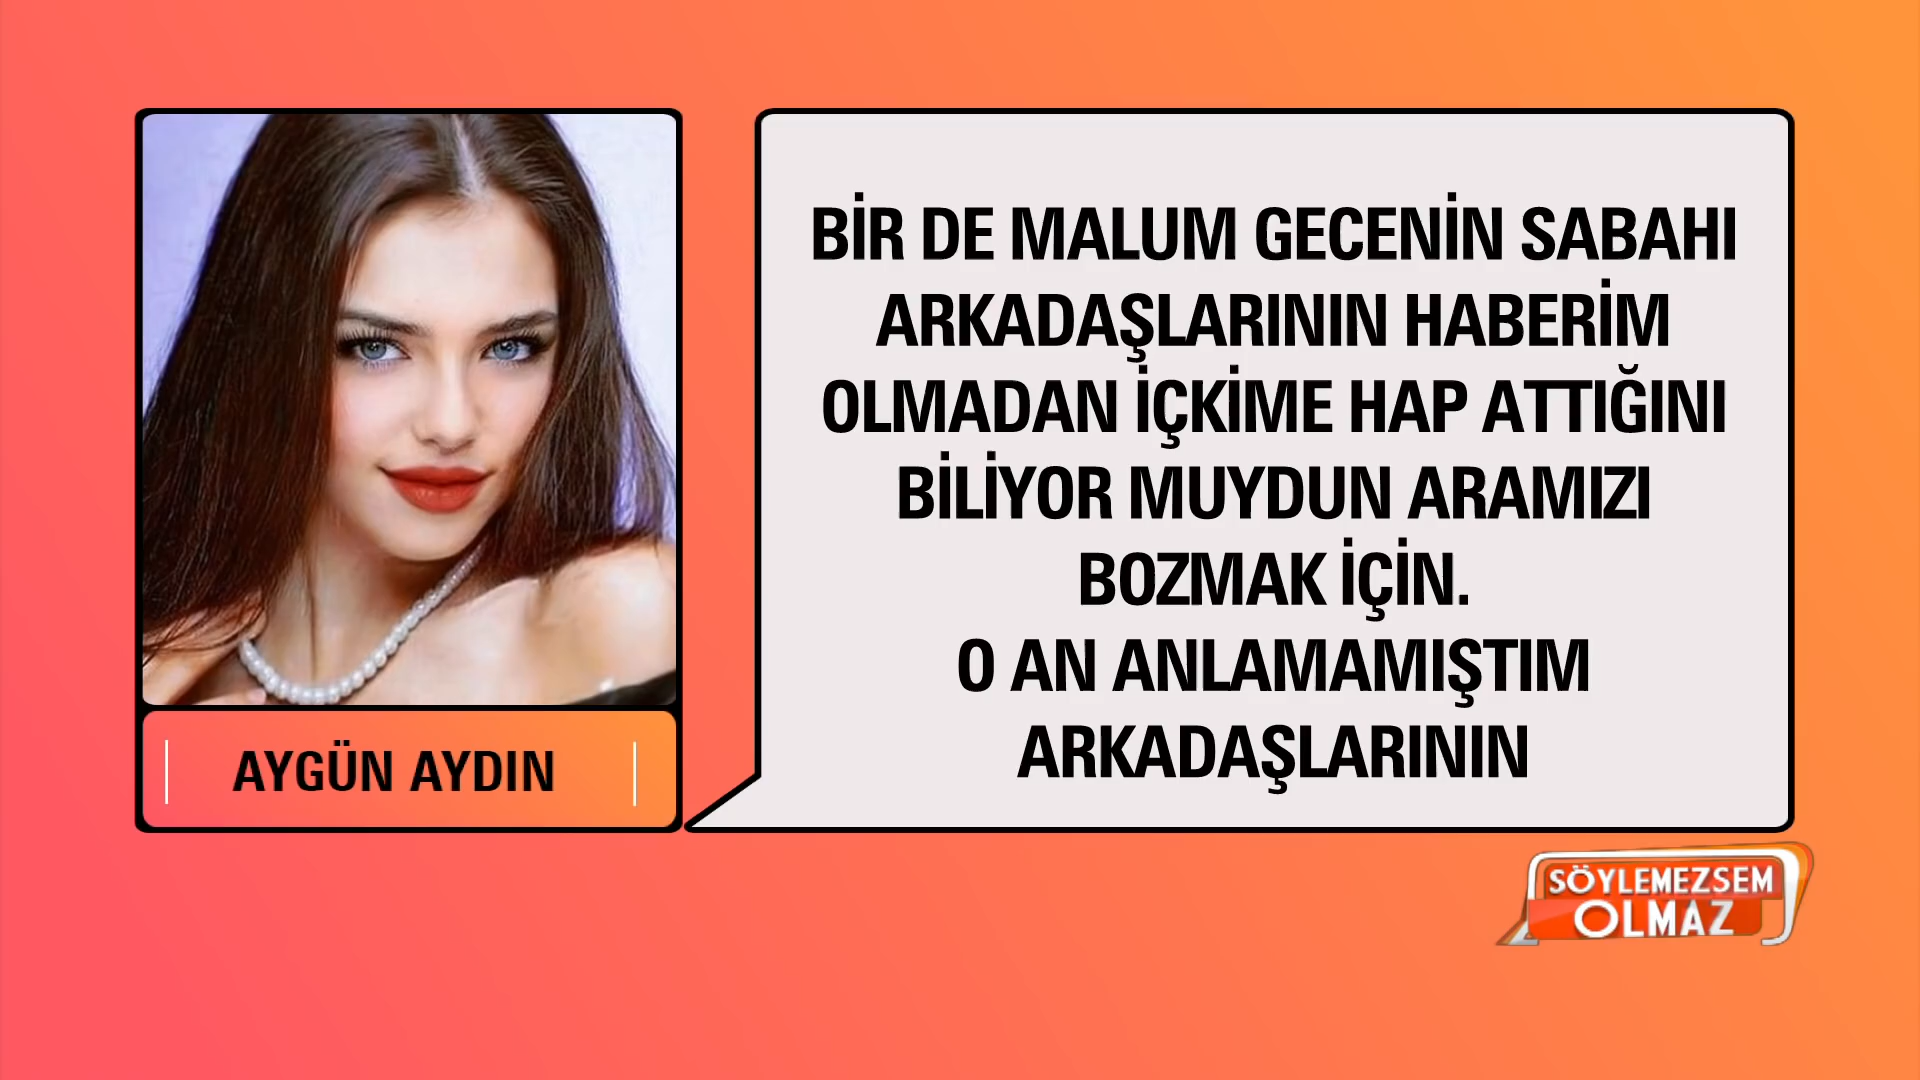 BİR DE MALUM GECENİN SABAHI
ARKADAŞLARININ HABERİM
OLMADAN İÇKİME HAP ATTIĞINI
BİLİYOR MUYDUN ARAMIZI
BOZMAK İÇİN.
O AN ANLAMAMIŞTIM
ARKADAŞLARININ
AYGÜN AYDIN
SÖYLEMEZSEM
OLMAZ